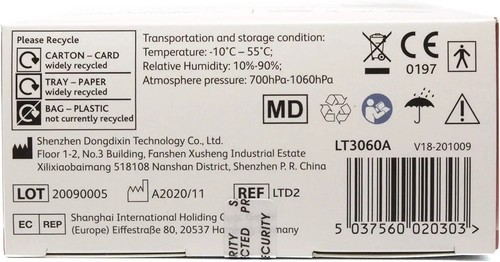 Please Recycle
CARTON – CARD
widely recycled
TRAY – PAPER
widely recycled
BAG – PLASTIC
not currently recycled
Transportation and storage condition:
Temperature: -10°C – 55°C;
Relative Humidity: 10%-90%;
Atmosphere pressure: 700hPa-1060hPa
0197
MD
Shenzhen Dongdixin Technology Co., Ltd.
Floor 1-2, No.3 Building, Fanshen Xusheng Industrial Estate
Xilixiaobaimang 518108 Nanshan District, Shenzhen P. R. China
LT3060A
V18-201009
LOT 20090005
A2020/11
REF LTD2
EC REP
Shanghai International Holding
(Europe) Eiffestraße 80, 20537 Germany
SECURITY
5 037560 020303 >